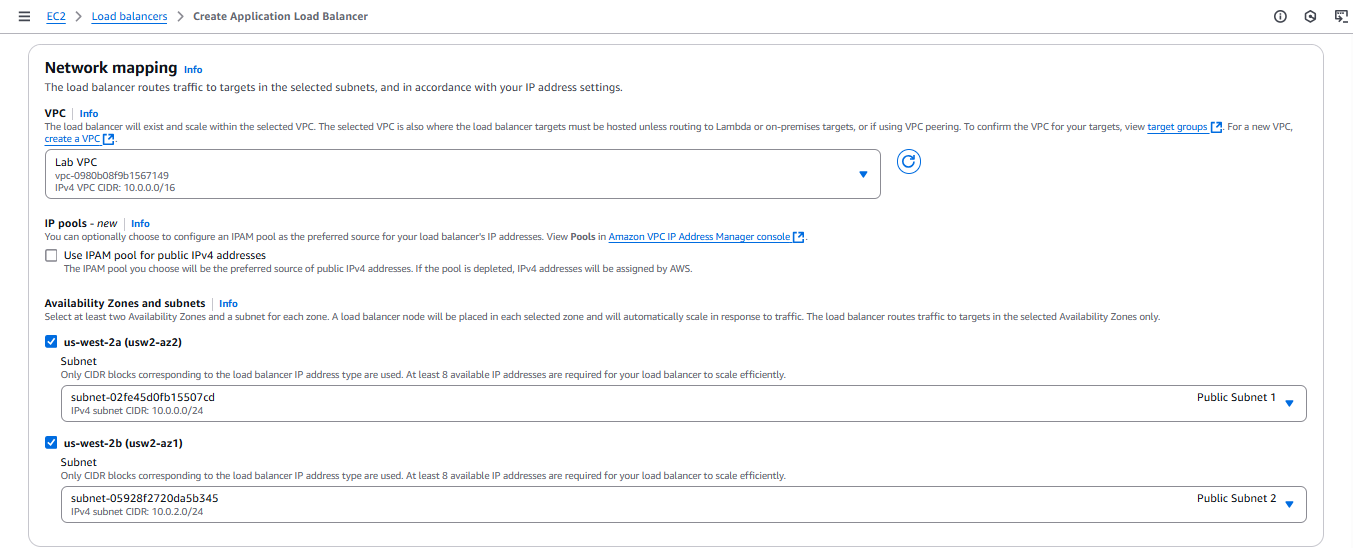 EC2 > Load balancers > Create Application Load Balancer
Network mapping Info
The load balancer routes traffic to targets in the selected subnets, and in accordance with your IP address settings.
VPC | Info
The load balancer will exist and scale within the selected VPC. The selected VPC is also where the load balancer targets must be hosted unless routing to Lambda or on-premises targets, or if using VPC peering. To confirm the VPC for your targets, view target groups. For a new VPC,
create a VPC.
Lab VPC
vpc-0980b08f9b1567149
IPv4 VPC CIDR: 10.0.0.0/16
IP pools - new | Info
You can optionally choose to configure an IPAM pool as the preferred source for your load balancer's IP addresses. View Pools in Amazon VPC IP Address Manager console.
Use IPAM pool for public IPv4 addresses
The IPAM pool you choose will be the preferred source of public IPv4 addresses. If the pool is depleted, IPv4 addresses will be assigned by AWS.
Availability Zones and subnets | Info
Select at least two Availability Zones and a subnet for each zone. A load balancer node will be placed in each selected zone and will automatically scale in response to traffic. The load balancer routes traffic to targets in the selected Availability Zones only.
us-west-2a (usw2-az2)
Subnet
Only CIDR blocks corresponding to the load balancer IP address type are used. At least 8 available IP addresses are required for your load balancer to scale efficiently.
subnet-02fe45d0fb15507cd Public Subnet 1
IPv4 subnet CIDR: 10.0.0.0/24
us-west-2b (usw2-az1)
Subnet
Only CIDR blocks corresponding to the load balancer IP address type are used. At least 8 available IP addresses are required for your load balancer to scale efficiently.
subnet-05928f2720da5b345 Public Subnet 2
IPv4 subnet CIDR: 10.0.2.0/24